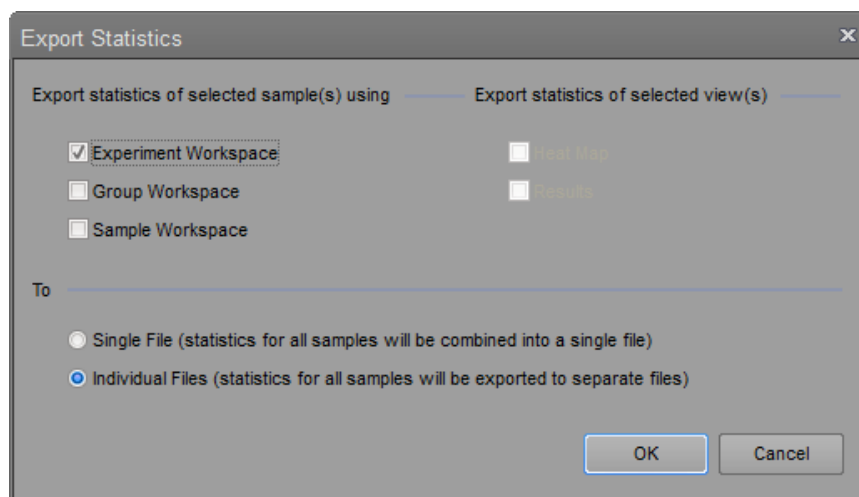 Export Statistics
Export statistics of selected sample(s) using
Export statistics of selected view(s)
Experiment Workspace
Heat Map
Group Workspace
Results
Sample Workspace
To
Single File (statistics for all samples will be combined into a single file)
Individual Files (statistics for all samples will be exported to separate files)
OK
Cancel